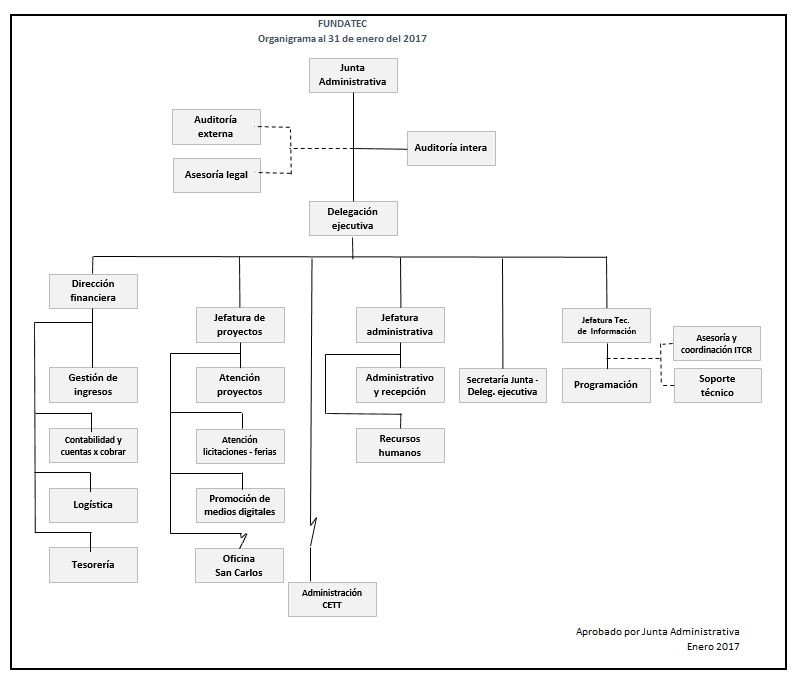 FUNDATEC
Organigrama al 31 de enero del 2017
Junta
Administrativa
Auditoría
externa
Auditoría intera
Asesoría legal
Delegación
ejecutiva
Dirección
financiera
Jefatura de
proyectos
Jefatura
administrativa
Jefatura Tec.
de Información
Asesoría y
coordinación ITCR
Gestión de
ingresos
Atención
proyectos
Administrativo
y recepción
Secretaría Junta -
Deleg. ejecutiva
Programación
Soporte
técnico
Contabilidad y
cuentas x cobrar
Atención
licitaciones - ferias
Recursos
humanos
Logística
Promoción de
medios digitales
Tesorería
Oficina
San Carlos
Administración
CETT
Aprobado por Junta Administrativa
Enero 2017